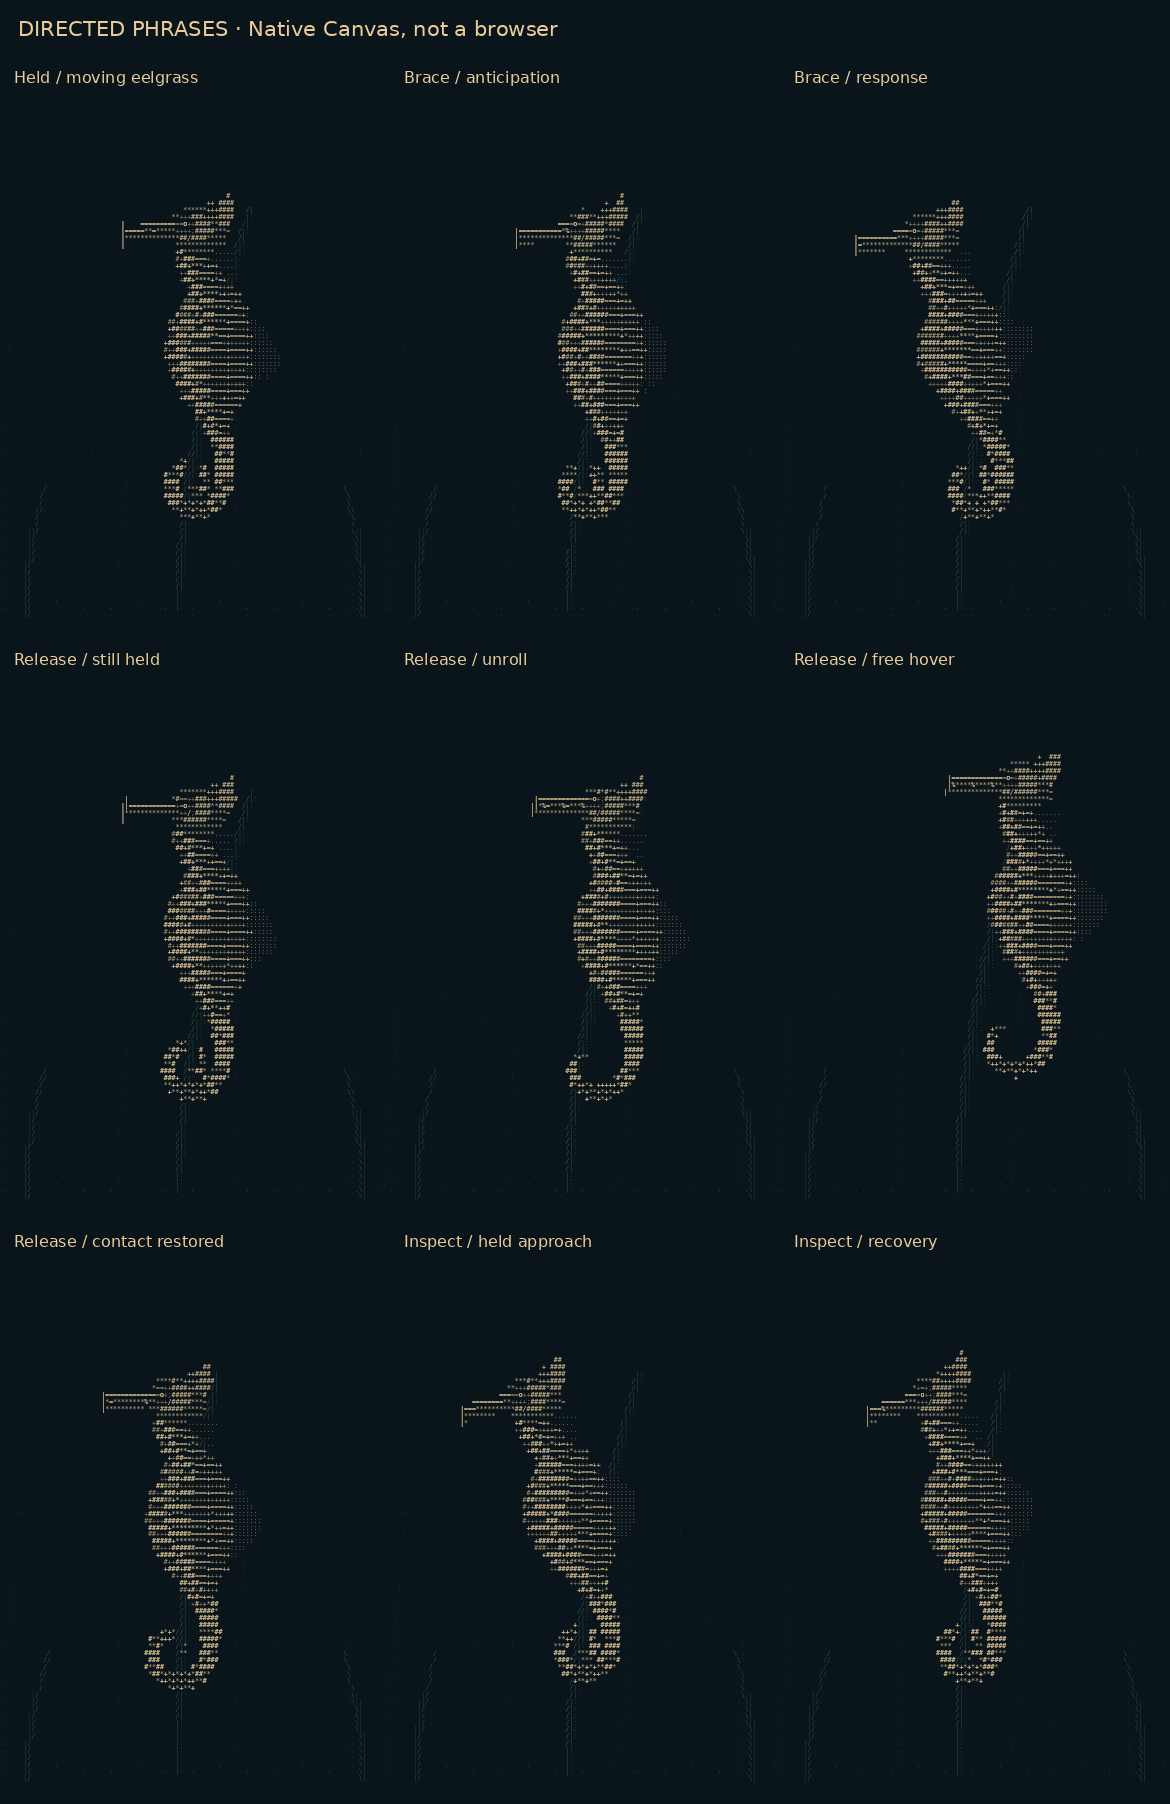 DIRECTED PHRASES · Native Canvas, not a browser
Held / moving eelgrass
Brace / anticipation
Brace / response
Release / still held
Release / unroll
Release / free hover
Release / contact restored
Inspect / held approach
Inspect / recovery